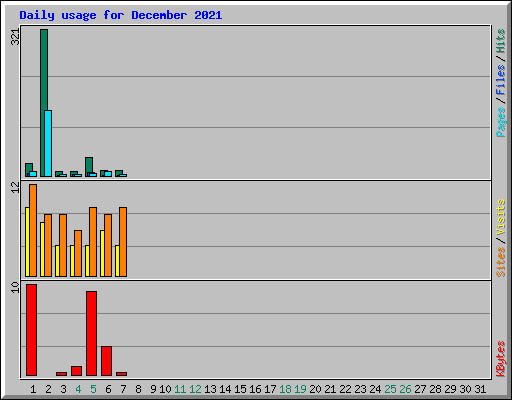 Daily usage for December 2021
321
12
10
Pages / Files / Hits
Sites / Visits
KBytes
1 2 3 4 5 6 7 8 9 10 11 12 13 14 15 16 17 18 19 20 21 22 23 24 25 26 27 28 29 30 31